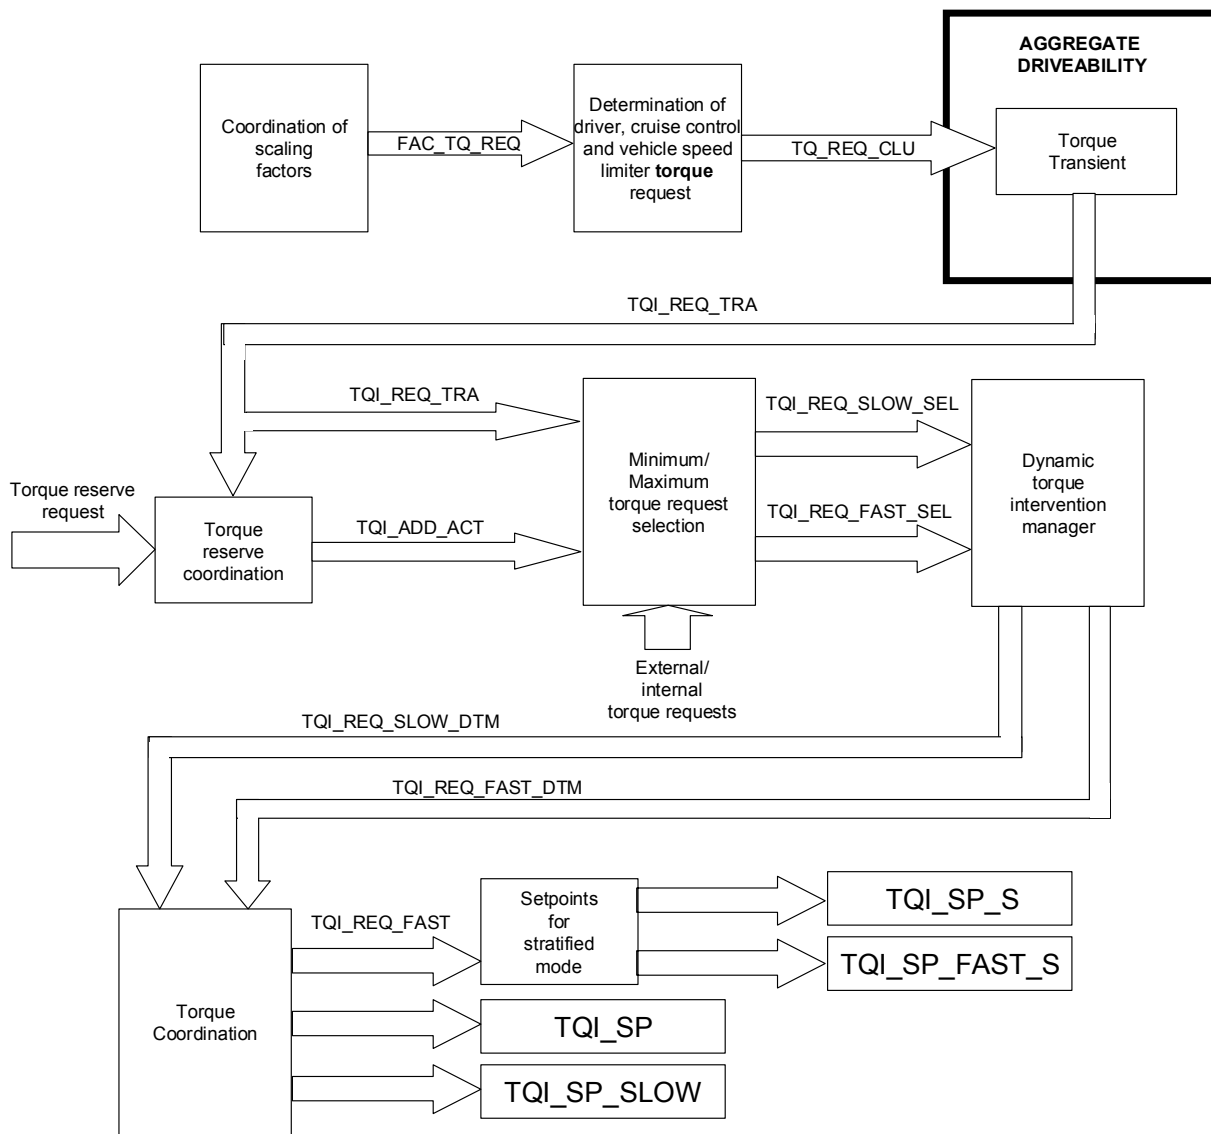 AGGREGATE
DRIVEABILITY
Coordination of
scaling
factors
FAC_TQ_REQ
Determination of
driver, cruise control
and vehicle speed
limiter torque
request
TQ_REQ_CLU
Torque
Transient
TQI_REQ_TRA
TQI_REQ_TRA
TQI_REQ_SLOW_SEL
Minimum/
Maximum
torque request
selection
Dynamic
torque
intervention
manager
Torque reserve
request
Torque
reserve
coordination
TQI_ADD_ACT
TQI_REQ_FAST_SEL
External/
internal
torque requests
TQI_REQ_SLOW_DTM
TQI_REQ_FAST_DTM
TQI_REQ_FAST
Setpoints
for
stratified
mode
TQI_SP_S
TQI_SP_FAST_S
Torque
Coordination
TQI_SP
TQI_SP_SLOW